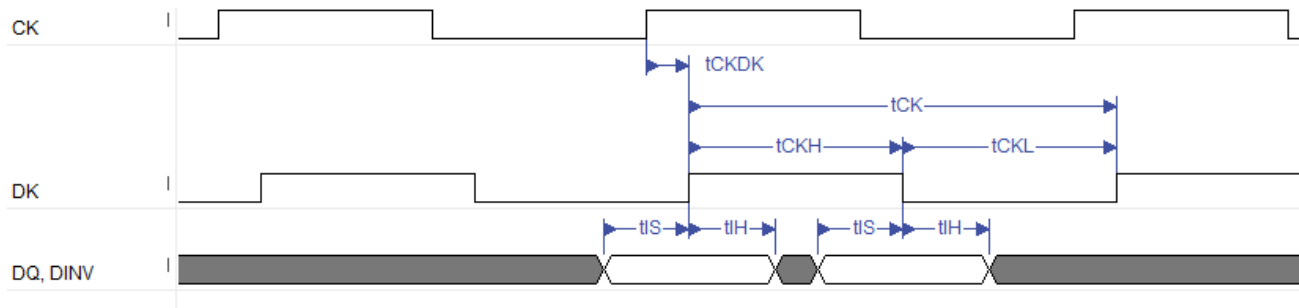 CK
tCKDK
tCK
tCKH tCKL
DK
tIS tIH tIS tIH
DQ, DINV